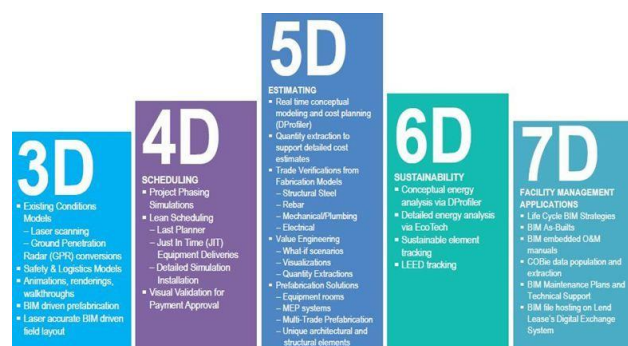 3D
▪ Existing Conditions
Models
– Laser scanning
– Ground Penetration
Radar (GPR) conversions
▪ Safety & Logistics Models
▪ Animations, renderings,
walkthroughs
▪ BIM driven prefabrication
▪ Laser accurate BIM driven
field layout
4D
SCHEDULING
▪ Project Phasing
Simulations
▪ Lean Scheduling
– Last Planner
– Just In Time (JIT)
Equipment Deliveries
– Detailed Simulation
Installation
▪ Visual Validation for
Payment Approval
5D
ESTIMATING
▪ Real time conceptual
modeling and cost planning
(DProfiler)
▪ Quantity extraction to
support detailed cost
estimates
▪ Trade Verifications from
Fabrication Models
– Structural Steel
– Rebar
– Mechanical/Plumbing
– Electrical
▪ Value Engineering
– What-if scenarios
– Visualizations
– Quantity Extractions
▪ Prefabrication Solutions
– Equipment rooms
– MEP systems
– Multi-Trade Prefabrication
– Unique architectural and
structural elements
6D
SUSTAINABILITY
▪ Conceptual energy
analysis via DProfiler
▪ Detailed energy analysis
via EcoTech
▪ Sustainable element
tracking
▪ LEED tracking
7D
FACILITY MANAGEMENT
APPLICATIONS
▪ Life Cycle BIM Strategies
▪ BIM As-Builts
▪ BIM embedded O&M
manuals
▪ COBie data population and
extraction
▪ BIM Maintenance Plans and
Technical Support
▪ BIM file hosting on Lend
Lease's Digital Exchange
System